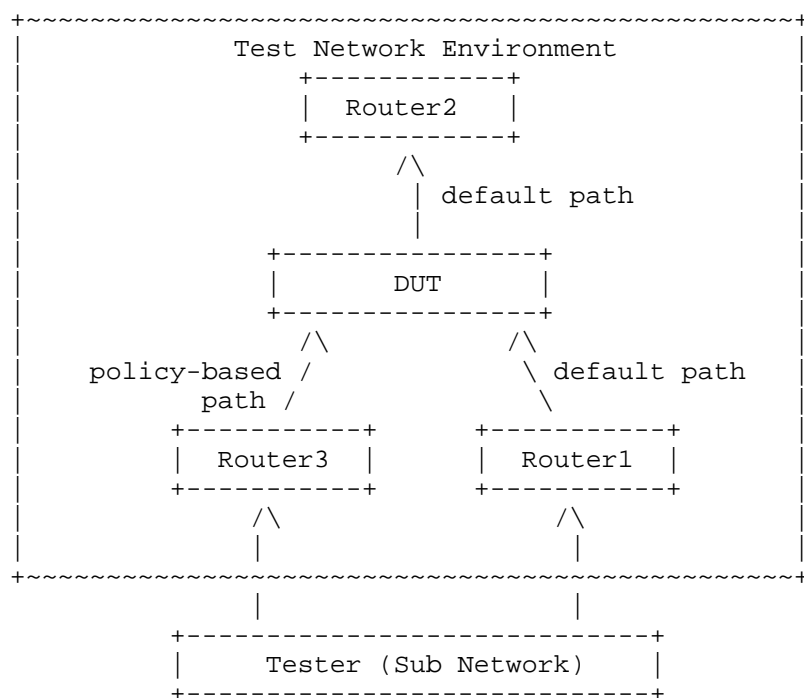 Test Network Environment
Router2
default path
DUT
policy-based default path
path
Router3 Router1
Tester (Sub Network)